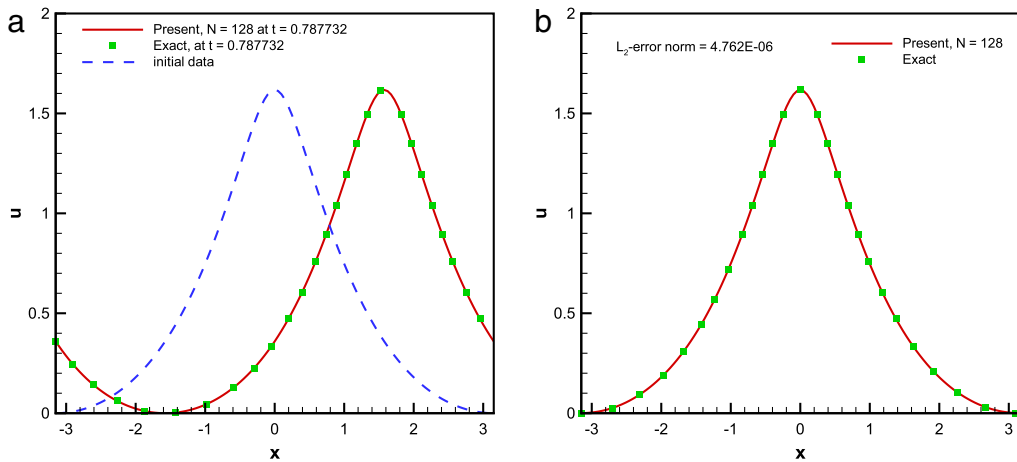 a
Present, N = 128 at t = 0.787732
Exact, at t = 0.787732
initial data
2
1.5
1
0.5
0
u
-3
-2
-1
0
1
2
3
x
b
L2-error norm = 4.762E-06
Present, N = 128
Exact
2
1.5
1
0.5
0
u
-3
-2
-1
0
1
2
3
x